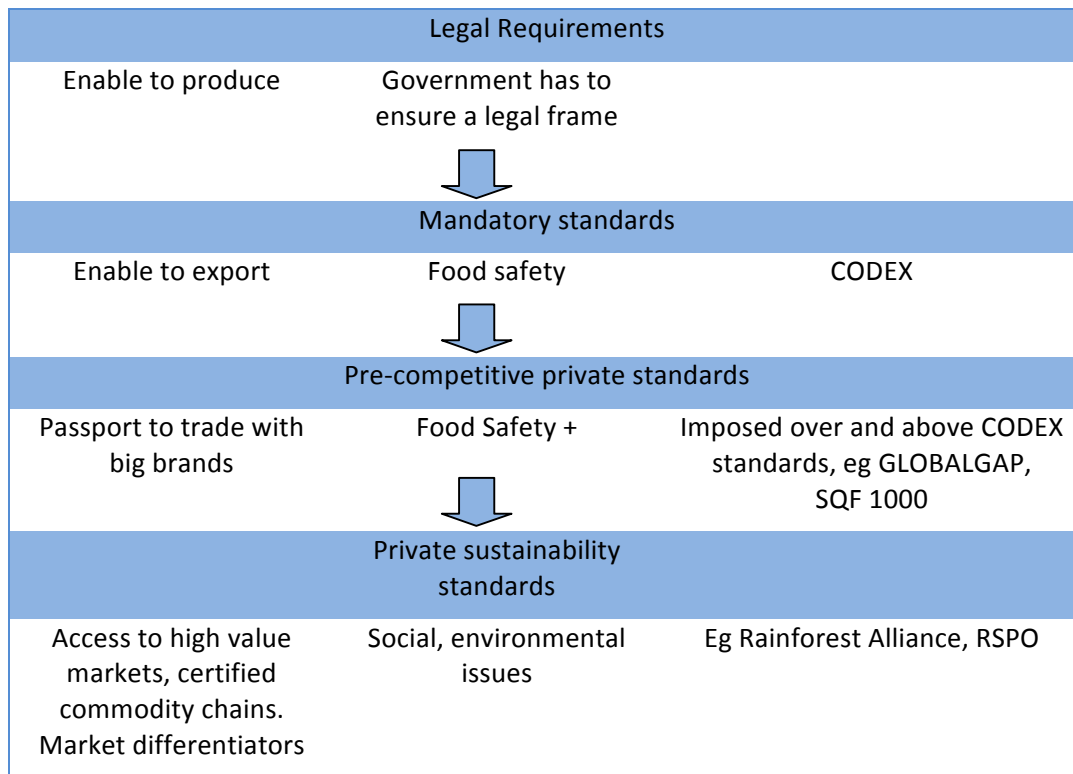 Legal Requirements
Enable to produce
Government has to
ensure a legal frame
Mandatory standards
Enable to export
Food safety
CODEX
Pre-competitive private standards
Passport to trade with
big brands
Food Safety +
Imposed over and above CODEX
standards, eg GLOBALGAP,
SQF 1000
Private sustainability
standards
Access to high value
markets, certified
commodity chains.
Market differentiators
Social, environmental
issues
Eg Rainforest Alliance, RSPO